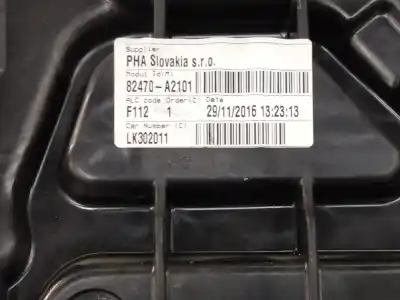 Supplier
PHA Slovakia s.r.o.
Modul Id(M)
82470-A2101
ALC code Order(C) Date
F112 1 29/11/2016 13:23:13
Car Number (C)
LK302011